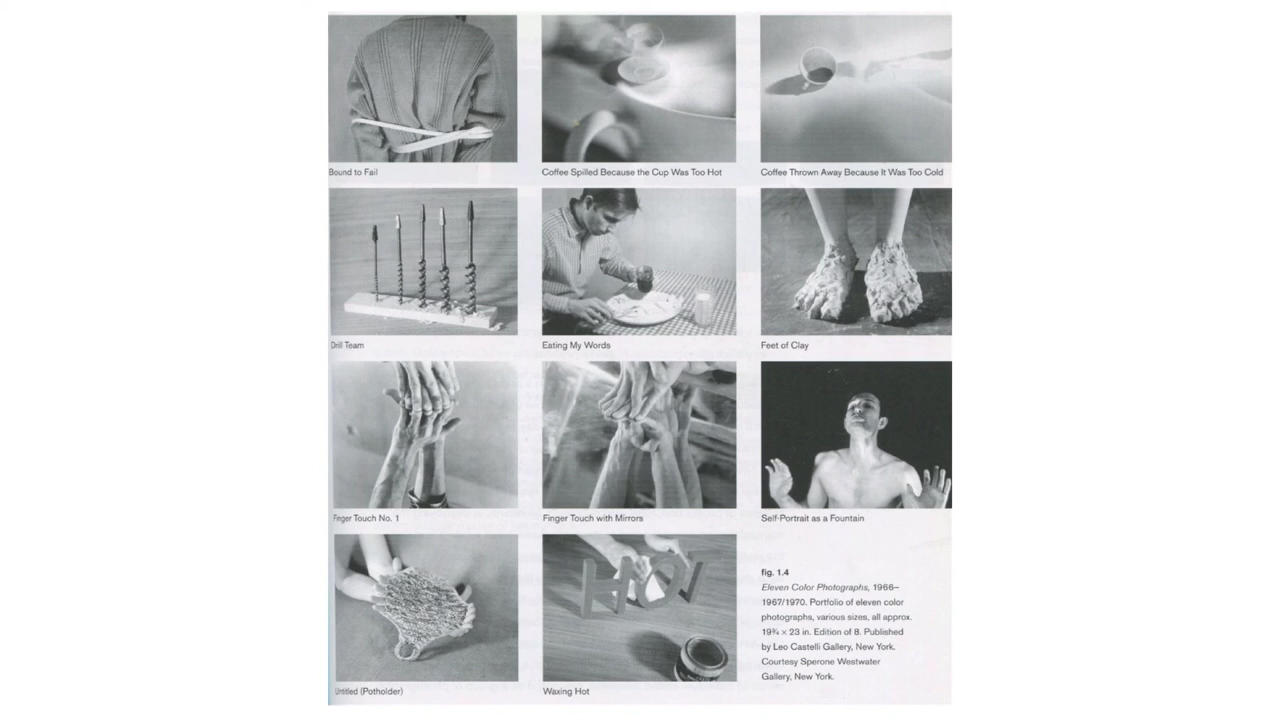 Bound to Fail
Coffee Spilled Because the Cup Was Too Hot
Coffee Thrown Away Because It Was Too Cold
Drill Team
Eating My Words
Feet of Clay
Finger Touch No. 1
Finger Touch with Mirrors
Self-Portrait as a Fountain
HOT
Untitled (Potholder)
Waxing Hot
fig. 1.4
Eleven Color Photographs, 1966–
1967/1970. Portfolio of eleven color
photographs, various sizes, all approx.
19¾ × 23 in. Edition of 8. Published
by Leo Castelli Gallery, New York.
Courtesy Sperone Westwater
Gallery, New York.